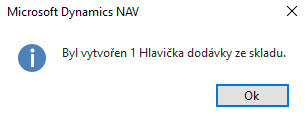 Microsoft Dynamics NAV
Byl vytvořen 1 Hlavička dodávky ze skladu.
Ok